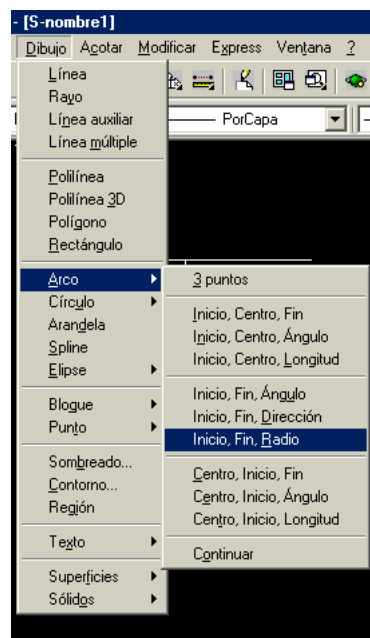 - [S-nombre1]
Dibujo Acotar Modificar Express Ventana ?
PorCapa
Línea
Rayo
Línea auxiliar
Línea múltiple
Polilínea
Polilínea 3D
Polígono
Rectángulo
Arco
Círculo
Arandela
Spline
Elipse
Bloque
Punto
Sombreado...
Contorno...
Región
Texto
Superficies
Sólidos
3 puntos
Inicio, Centro, Fin
Inicio, Centro, Ángulo
Inicio, Centro, Longitud
Inicio, Fin, Ángulo
Inicio, Fin, Dirección
Inicio, Fin, Radio
Centro, Inicio, Fin
Centro, Inicio, Ángulo
Centro, Inicio, Longitud
Continuar